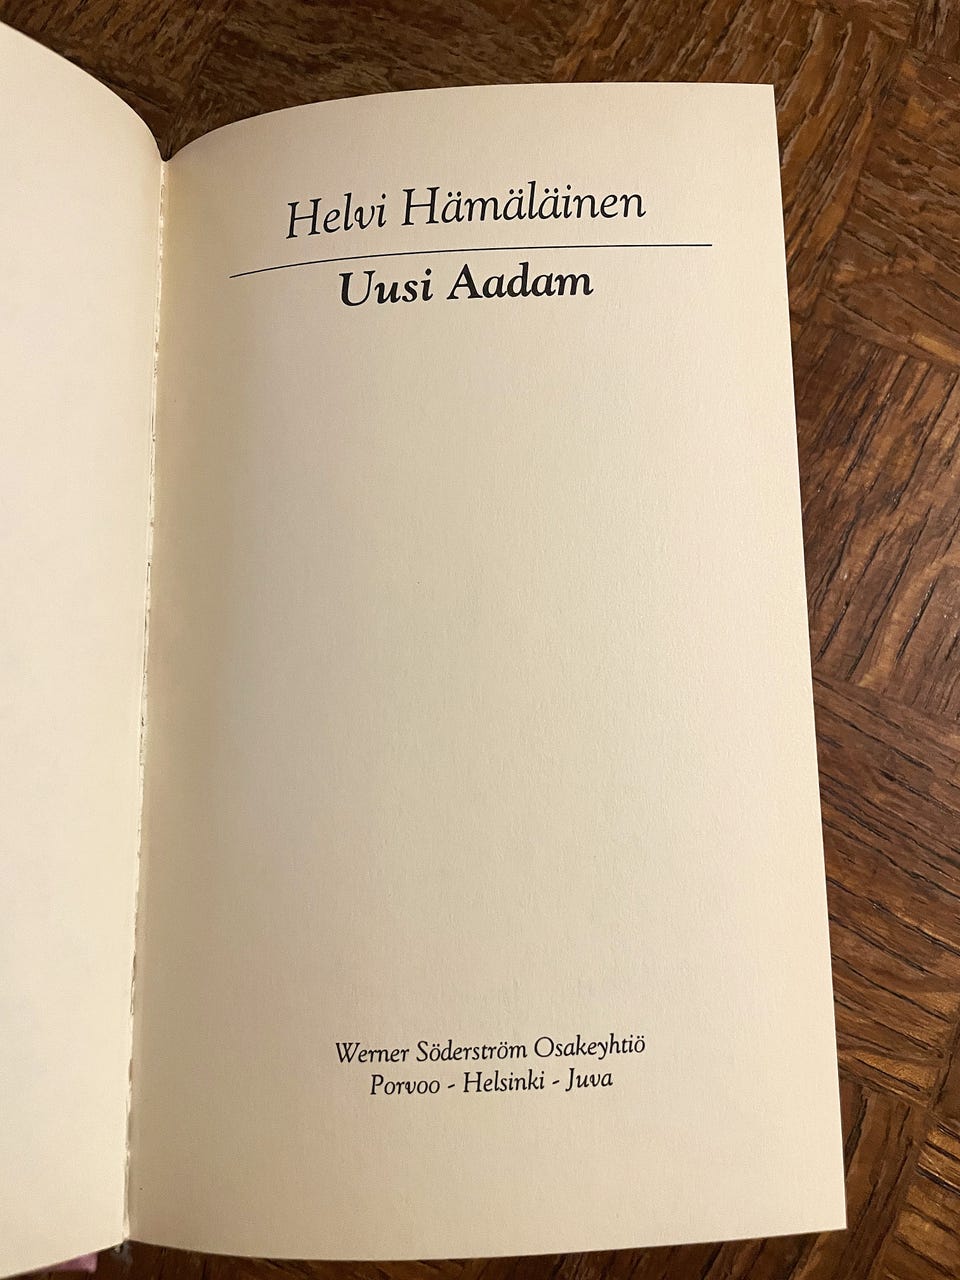 Helvi Hämäläinen
Uusi Aadam
Werner Söderström Osakeyhtiö
Porvoo - Helsinki - Juva